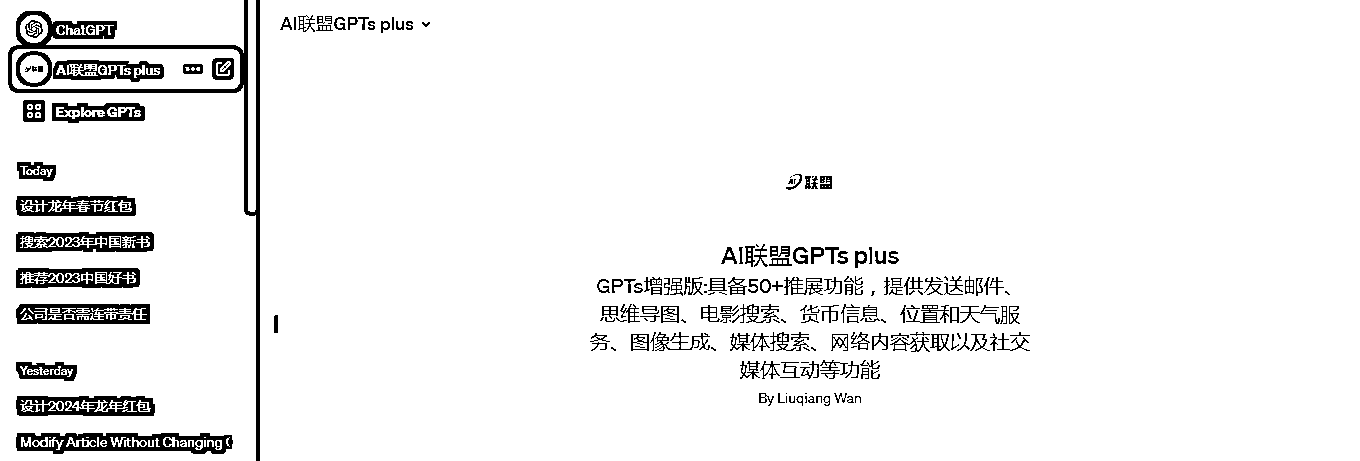 ChatGPT
AI联盟GPTs plus
Explore GPTs
Today
设计龙年春节红包
搜索2023年中国新书
推荐2023中国好书
公司是否需连带责任
Yesterday
设计2024年龙年红包
Modify Article Without Changing
AI联盟GPTs plus
AI联盟
AI联盟GPTs plus
GPTs增强版:具备50+推展功能，提供发送邮件、
思维导图、电影搜索、货币信息、位置和天气服
务、图像生成、媒体搜索、网络内容获取以及社交
媒体互动等功能
By Liuqiang Wan